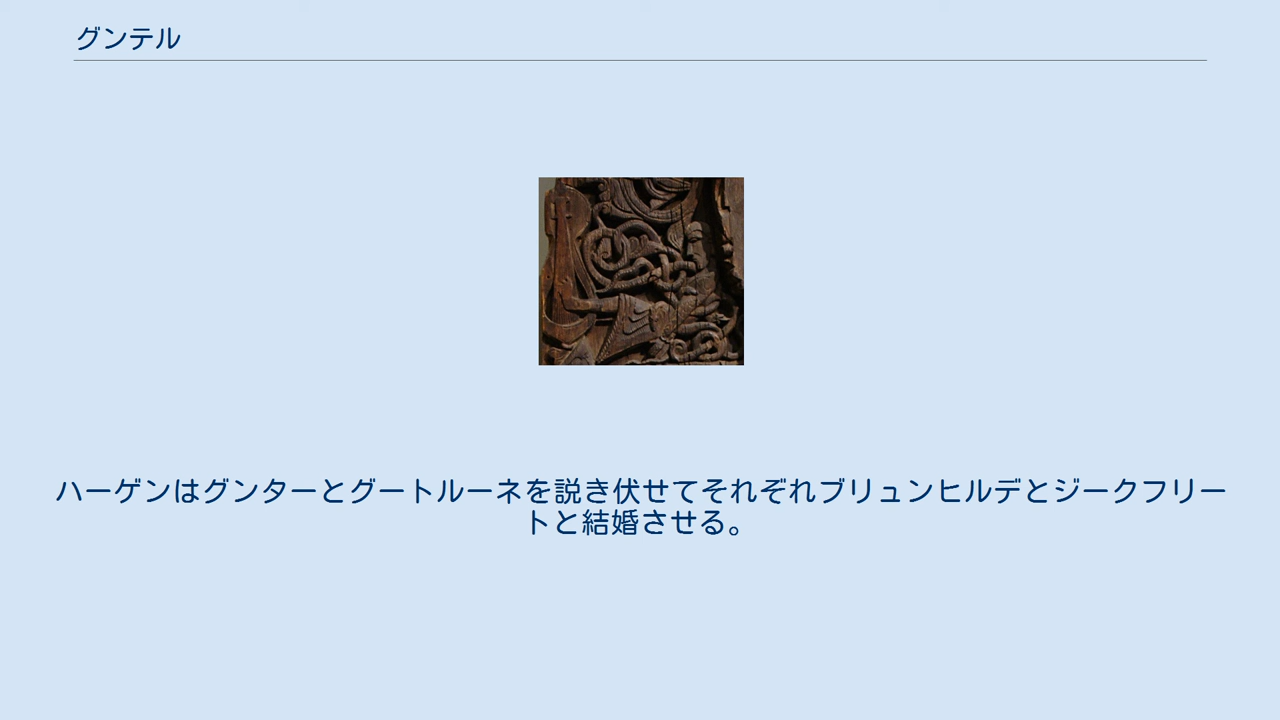 グンテル
ハーゲンはグンターとグートルーネを説き伏せてそれぞれブリュンヒルデとジークフリー
トと結婚させる。